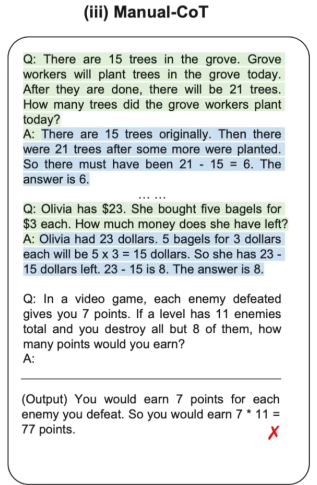 (iii) Manual-CoT
Q: There are 15 trees in the grove. Grove
workers will plant trees in the grove today.
After they are done, there will be 21 trees.
How many trees did the grove workers plant
today?
A: There are 15 trees originally. Then there
were 21 trees after some more were planted.
So there must have been 21 - 15 = 6. The
answer is 6.
... ...
Q: Olivia has $23. She bought five bagels for
$3 each. How much money does she have left?
A: Olivia had 23 dollars. 5 bagels for 3 dollars
each will be 5 x 3 = 15 dollars. So she has 23 -
15 dollars left. 23 - 15 is 8. The answer is 8.
Q: In a video game, each enemy defeated
gives you 7 points. If a level has 11 enemies
total and you destroy all but 8 of them, how
many points would you earn?
A:
(Output) You would earn 7 points for each
enemy you defeat. So you would earn 7 * 11 =
77 points. ✗